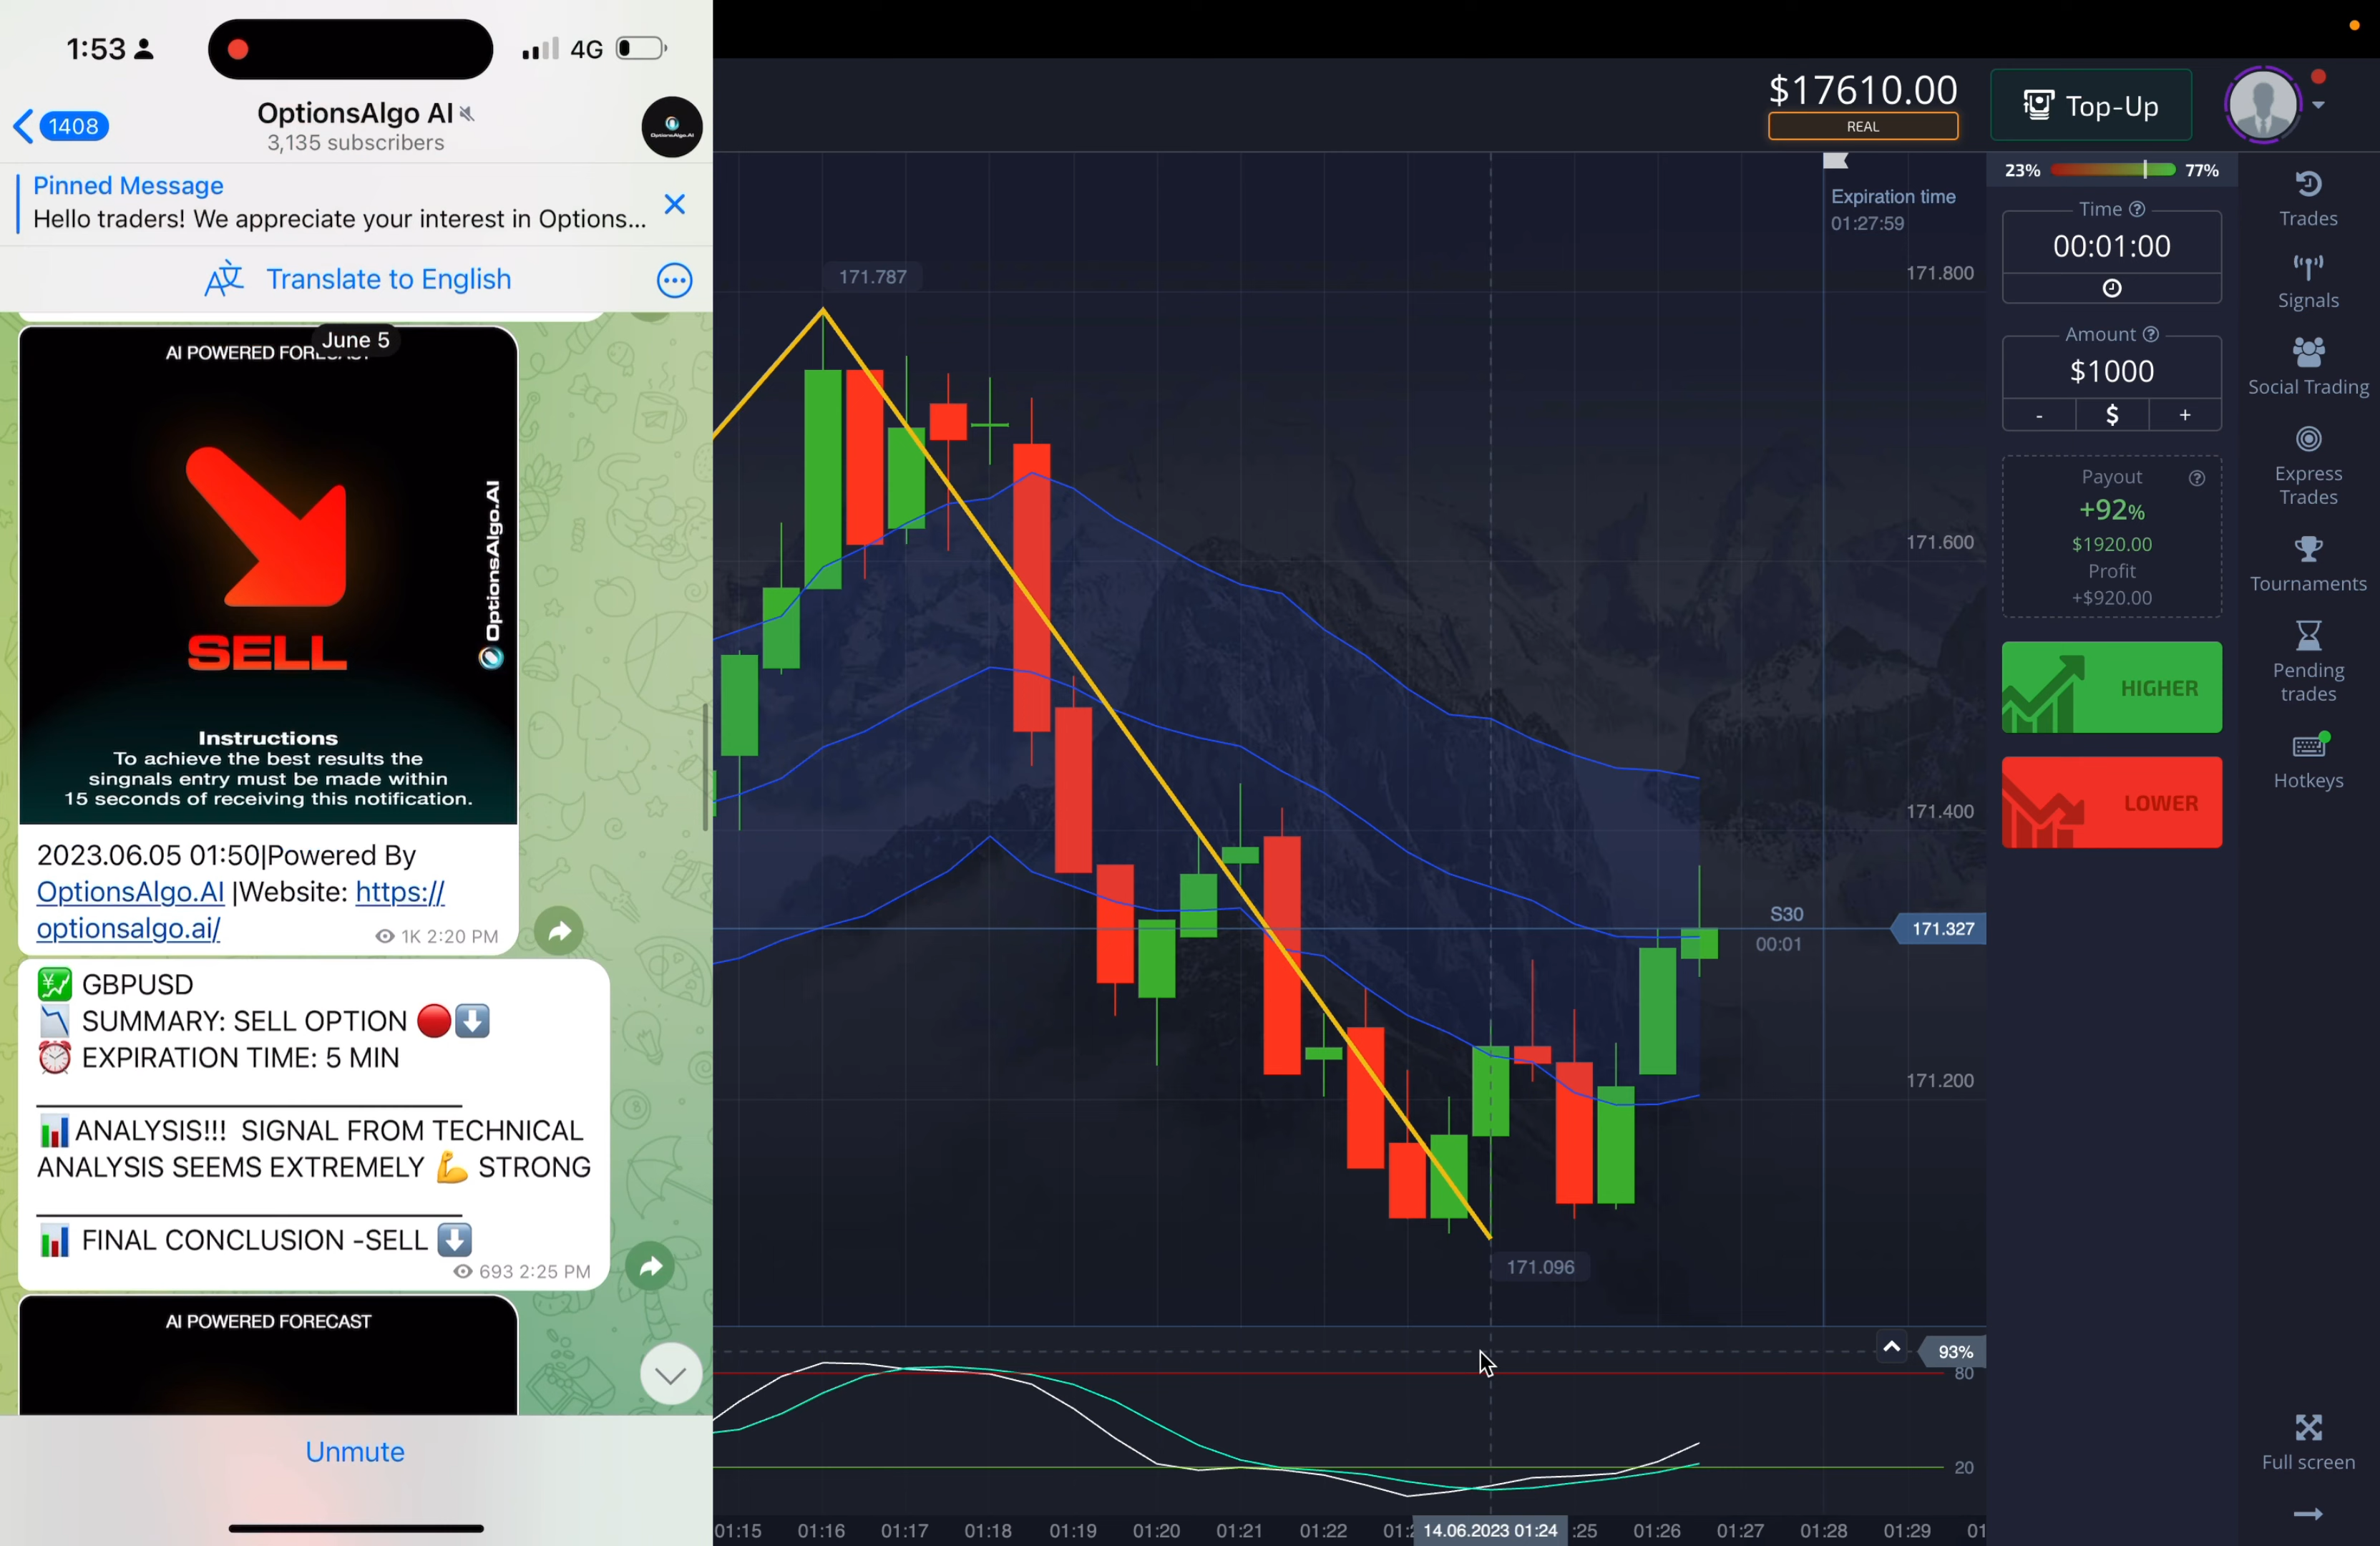 1:53
4G
1408
OptionsAlgo AI
3,135 subscribers
OptionsAlgo.AI
Pinned Message
Hello traders! We appreciate your interest in Options...
Translate to English
June 5
AI POWERED
SELL
OptionsAlgo.AI
Instructions
To achieve the best results the
singnals entry must be made within
15 seconds of receiving this notification.
2023.06.05 01:50|Powered By
OptionsAlgo.AI |Website: https://
optionsalgo.ai/
1K 2:20 PM
GBPUSD
SUMMARY: SELL OPTION
EXPIRATION TIME: 5 MIN
ANALYSIS!!! SIGNAL FROM TECHNICAL
ANALYSIS SEEMS EXTREMELY 💪 STRONG
FINAL CONCLUSION -SELL
693 2:25 PM
AI POWERED FORECAST
Unmute
$17610.00
REAL
Top-Up
171.787
Expiration time
01:27:59
171.800
171.600
171.400
S30
00:01
171.327
171.200
171.096
93%
80
20
01:15 01:16 01:17 01:18 01:19 01:20 01:21 01:22 14.06.2023 01:24 :25 01:26 01:27 01:28 01:29
23% 77%
Time
00:01:00
Amount
$1000
- $ +
Payout
+92%
$1920.00
Profit
+$920.00
HIGHER
LOWER
Trades
Signals
Social Trading
Express
Trades
Tournaments
Pending
trades
Hotkeys
Full screen